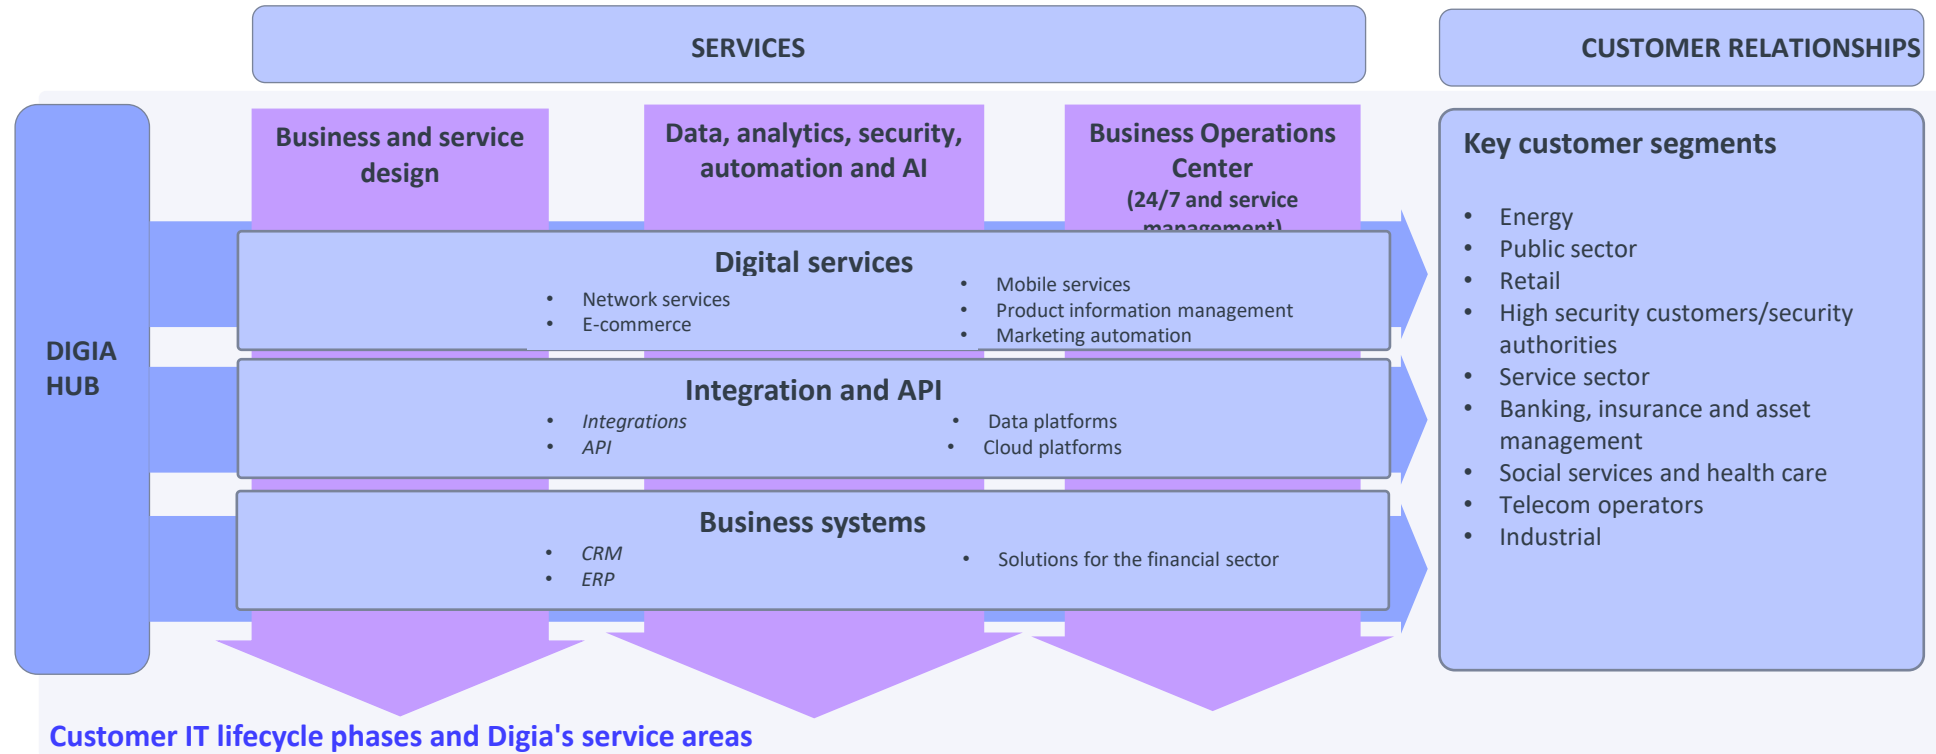 SERVICES
CUSTOMER RELATIONSHIPS
DIGIA
HUB
Business and service
design
Data, analytics, security,
automation and AI
Business Operations
Center
(24/7 and service
management)
Digital services
• Network services
• E-commerce
• Mobile services
• Product information management
• Marketing automation
Integration and API
• Integrations
• API
• Data platforms
• Cloud platforms
Business systems
• CRM
• ERP
• Solutions for the financial sector
Key customer segments
• Energy
• Public sector
• Retail
• High security customers/security
authorities
• Service sector
• Banking, insurance and asset
management
• Social services and health care
• Telecom operators
• Industrial
Customer IT lifecycle phases and Digia's service areas